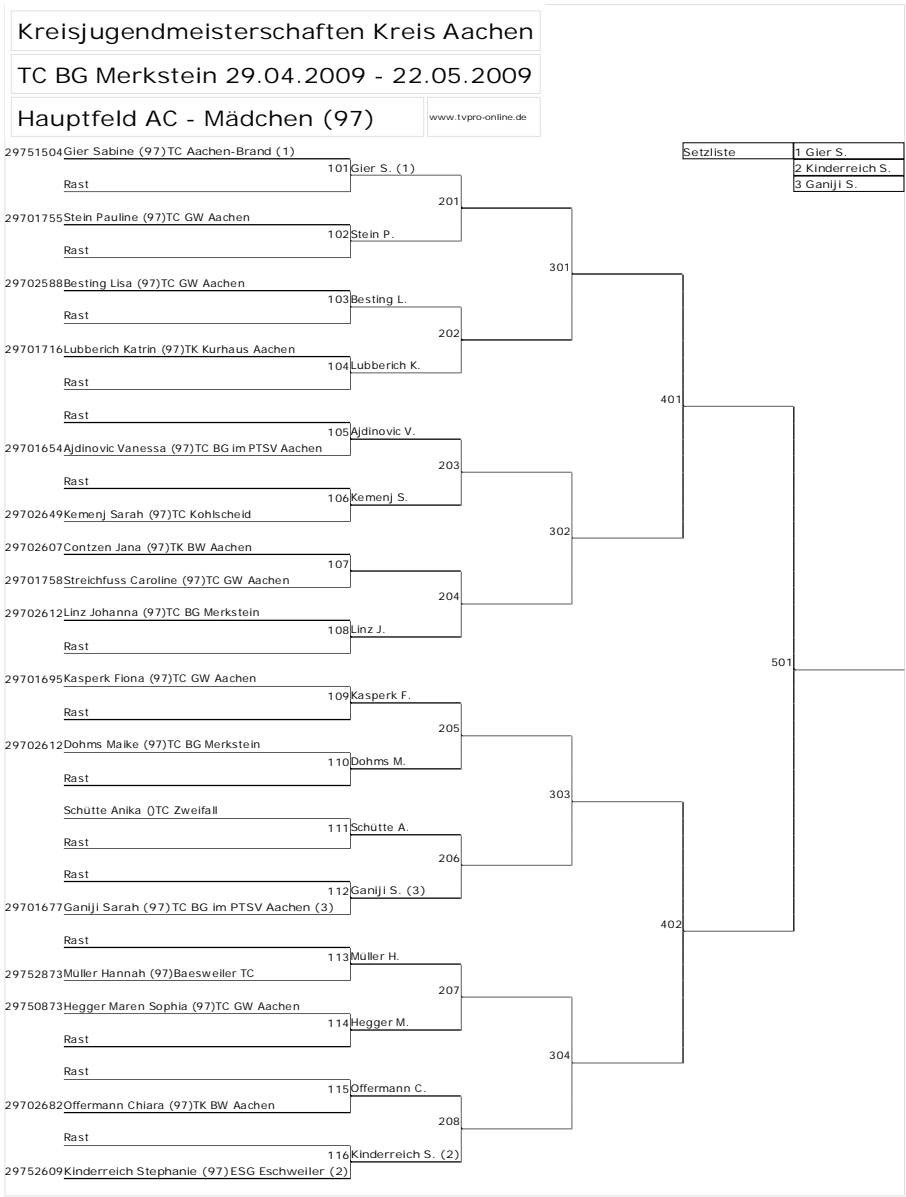 Kreisjugendmeisterschaften Kreis Aachen
TC BG Merkstein 29.04.2009 - 22.05.2009
Hauptfeld AC - Mädchen (97)
www.tvpro-online.de
Setzliste
1 Gier S.
2 Kinderreich S.
3 Ganiji S.
29751504 Gier Sabine (97)TC Aachen-Brand (1)
101 Gier S. (1)
Rast
201
29701755 Stein Pauline (97)TC GW Aachen
102 Stein P.
Rast
301
29702588 Besting Lisa (97)TC GW Aachen
103 Besting L.
Rast
202
29701716 Lubberich Katrin (97)TK Kurhaus Aachen
104 Lubberich K.
Rast
401
Rast
105 Ajdinovic V.
29701654 Ajdinovic Vanessa (97)TC BG im PTSV Aachen
203
Rast
106 Kemenj S.
29702649 Kemenj Sarah (97)TC Kohlscheid
302
29702607 Contzen Jana (97)TK BW Aachen
107
29701758 Streichfuss Caroline (97)TC GW Aachen
204
29702612 Linz Johanna (97)TC BG Merkstein
108 Linz J.
Rast
501
29701695 Kasperk Fiona (97)TC GW Aachen
109 Kasperk F.
Rast
205
29702612 Dohms Maike (97)TC BG Merkstein
110 Dohms M.
Rast
303
Schütte Anika ()TC Zweifall
111 Schütte A.
Rast
206
Rast
112 Ganiji S. (3)
29701677 Ganiji Sarah (97)TC BG im PTSV Aachen (3)
402
Rast
113 Müller H.
29752873 Müller Hannah (97)Baesweiler TC
207
29750873 Hegger Maren Sophia (97)TC GW Aachen
114 Hegger M.
Rast
304
Rast
115 Offermann C.
29702682 Offermann Chiara (97)TK BW Aachen
208
Rast
116 Kinderreich S. (2)
29752609 Kinderreich Stephanie (97)ESG Eschweiler (2)